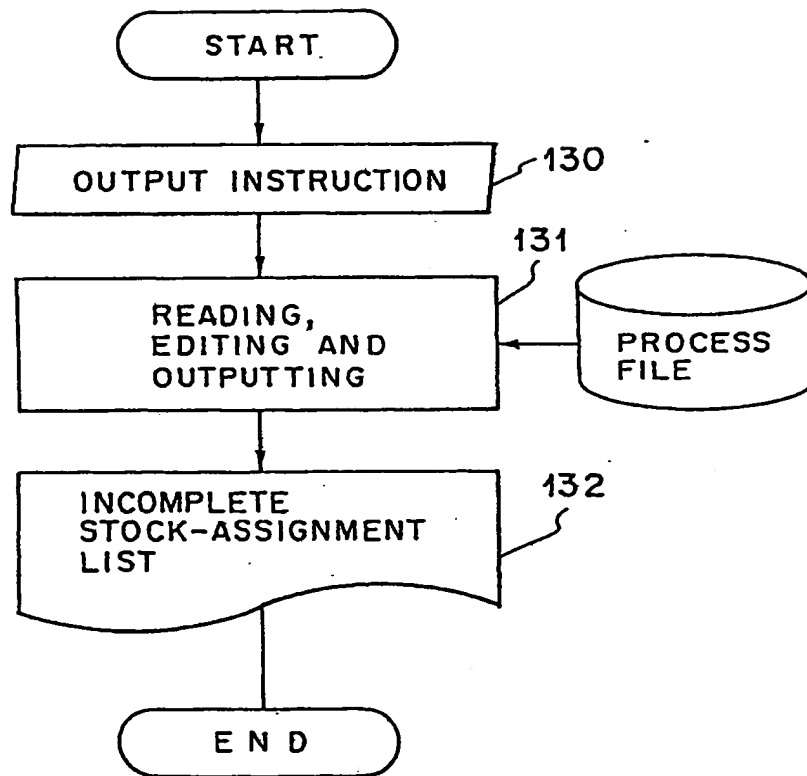 START
OUTPUT INSTRUCTION
130
131
READING,
EDITING AND
OUTPUTTING
PROCESS
FILE
132
INCOMPLETE
STOCK-ASSIGNMENT
LIST
END